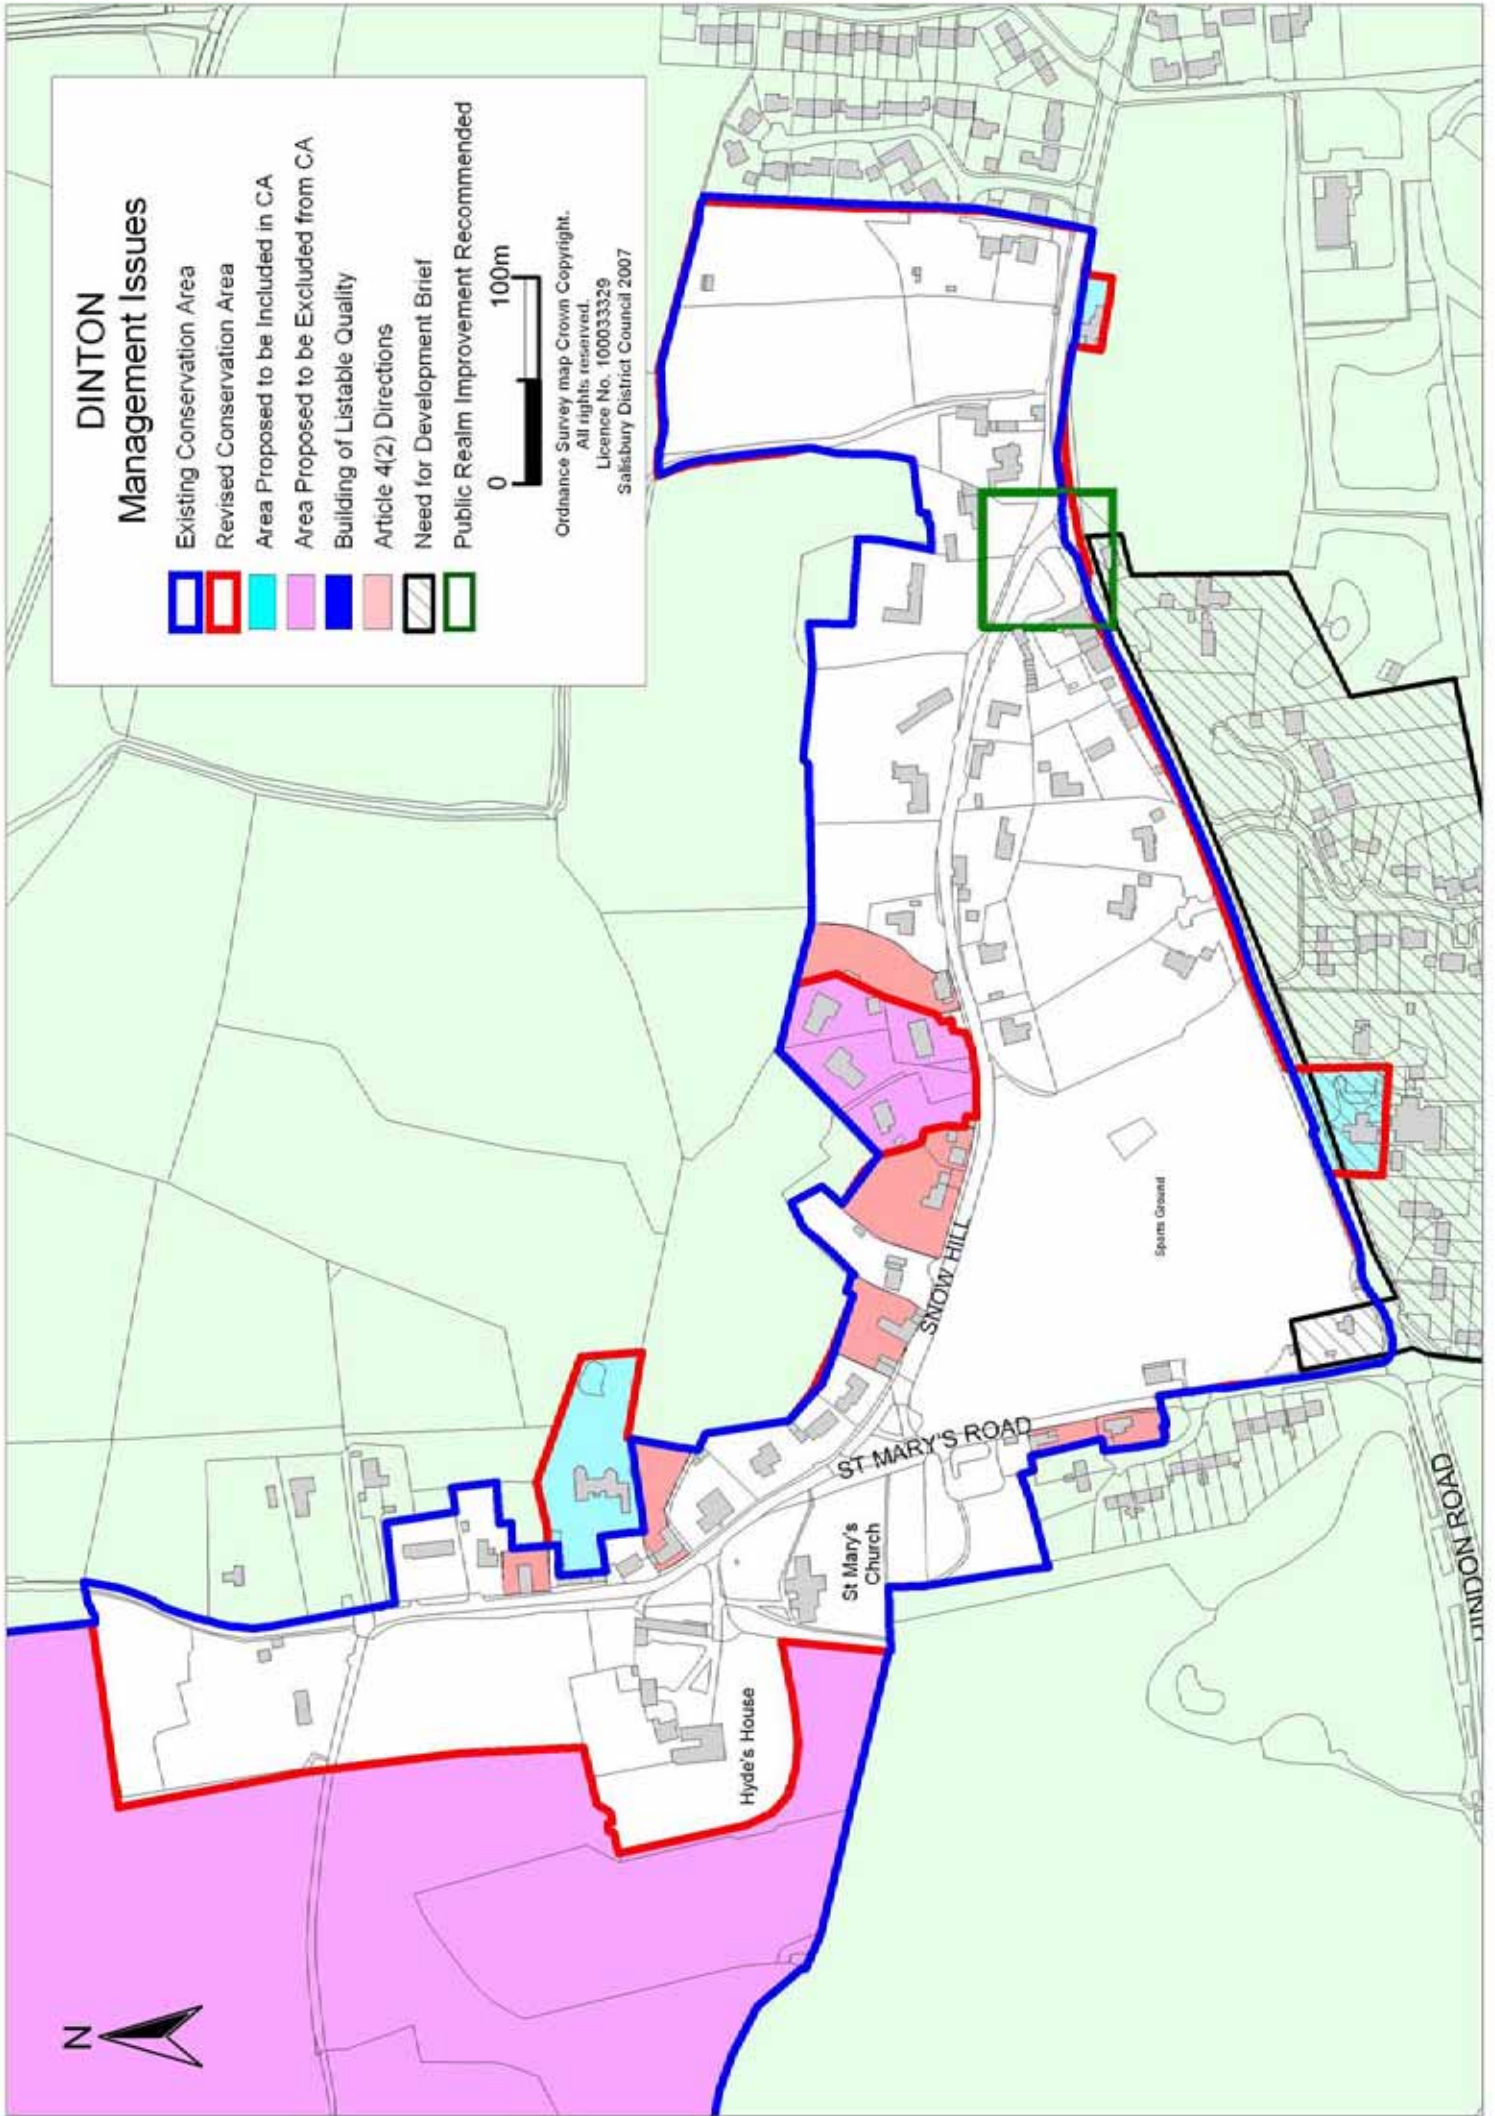 DINTON
Management Issues
Existing Conservation Area
Revised Conservation Area
Area Proposed to be Included in CA
Area Proposed to be Excluded from CA
Building of Listable Quality
Article 4(2) Directions
Need for Development Brief
Public Realm Improvement Recommended
0 100m
Ordnance Survey map Crown Copyright.
All rights reserved.
Licence No. 100033329
Salisbury District Council 2007
N
Hyde's House
St Mary's
Church
ST MARY'S ROAD
SNOW HILL
Sports Ground
HINDON ROAD